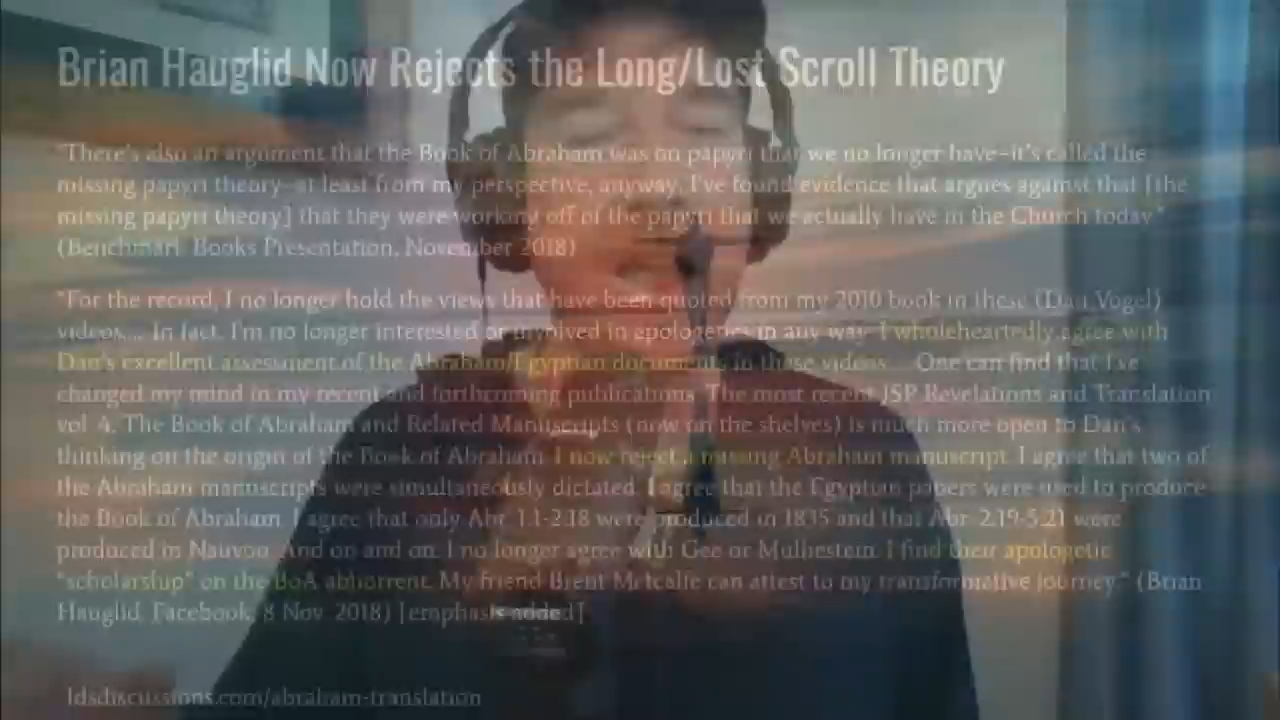 Brian Hauglid Now Rejects the Long/Lost Scroll Theory
"There's also an argument that the Book of Abraham was on papyri that we no longer have–it's called the
missing papyri theory–at least from my perspective, anyway. I've found evidence that argues against that [the
missing papyri theory] that they were working off of the papyri that we actually have in the Church today"
(Benchmark Books Presentation, November 2018)
"For the record, I no longer hold the views that have been quoted from my 2010 book in these (Dan Vogel)
videos... In fact, I'm no longer interested or involved in apologetics in any way. I wholeheartedly agree with
Dan's excellent assessment of the Abraham/Egyptian documents in these videos... One can find that I've
changed my mind in my recent and forthcoming publications. The most recent JSP Revelations and Translation
vol. 4, The Book of Abraham and Related Manuscripts (now on the shelves) is much more open to Dan's
thinking on the origin of the Book of Abraham. I now reject a missing Abraham manuscript. I agree that two of
the Abraham manuscripts were simultaneously dictated. I agree that the Egyptian papers were used to produce
the Book of Abraham. I agree that only Abr. 1:1-2:18 were produced in 1835 and that Abr. 2:19-5:21 were
produced in Nauvoo. And on and on. I no longer agree with Gee or Mulhestein. I find their apologetic
"scholarship" on the BoA abhorrent. My friend Brent Metcalfe can attest to my transformative journey." (Brian
Hauglid, Facebook, 8 Nov. 2018) [emphasis added]
ldsdiscussions.com/abraham-translation